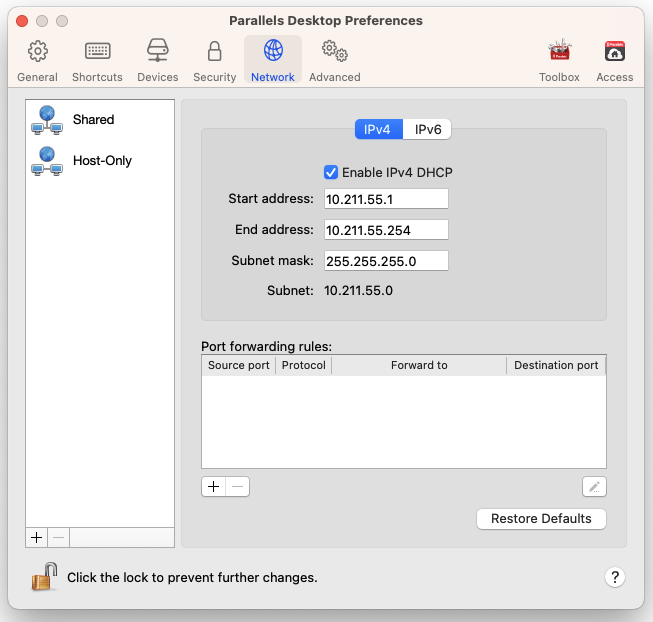 Parallels Desktop Preferences
General Shortcuts Devices Security Network Advanced Toolbox Access
Shared
Host-Only
IPv4 IPv6
Enable IPv4 DHCP
Start address: 10.211.55.1
End address: 10.211.55.254
Subnet mask: 255.255.255.0
Subnet: 10.211.55.0
Port forwarding rules:
Source port Protocol Forward to Destination port
Restore Defaults
Click the lock to prevent further changes.
?